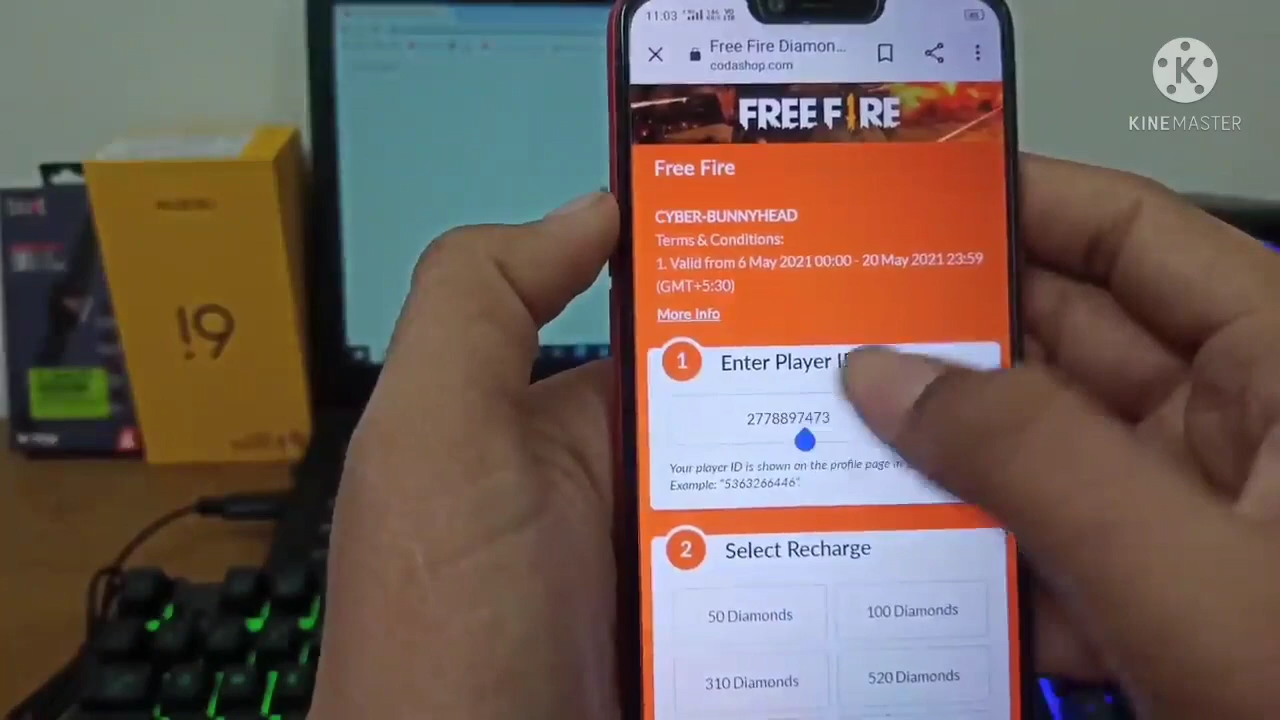 11:03
Free Fire Diamon...
codashop.com
FREE FIRE
Free Fire
CYBER-BUNNYHEAD
Terms & Conditions:
1. Valid from 6 May 2021 00:00 - 20 May 2021 23:59
(GMT+5:30)
More Info
1 Enter Player ID
2778897473
Your player ID is shown on the profile page in
Example: "5363266446".
2 Select Recharge
50 Diamonds
100 Diamonds
310 Diamonds
520 Diamonds
K
KINEMASTER